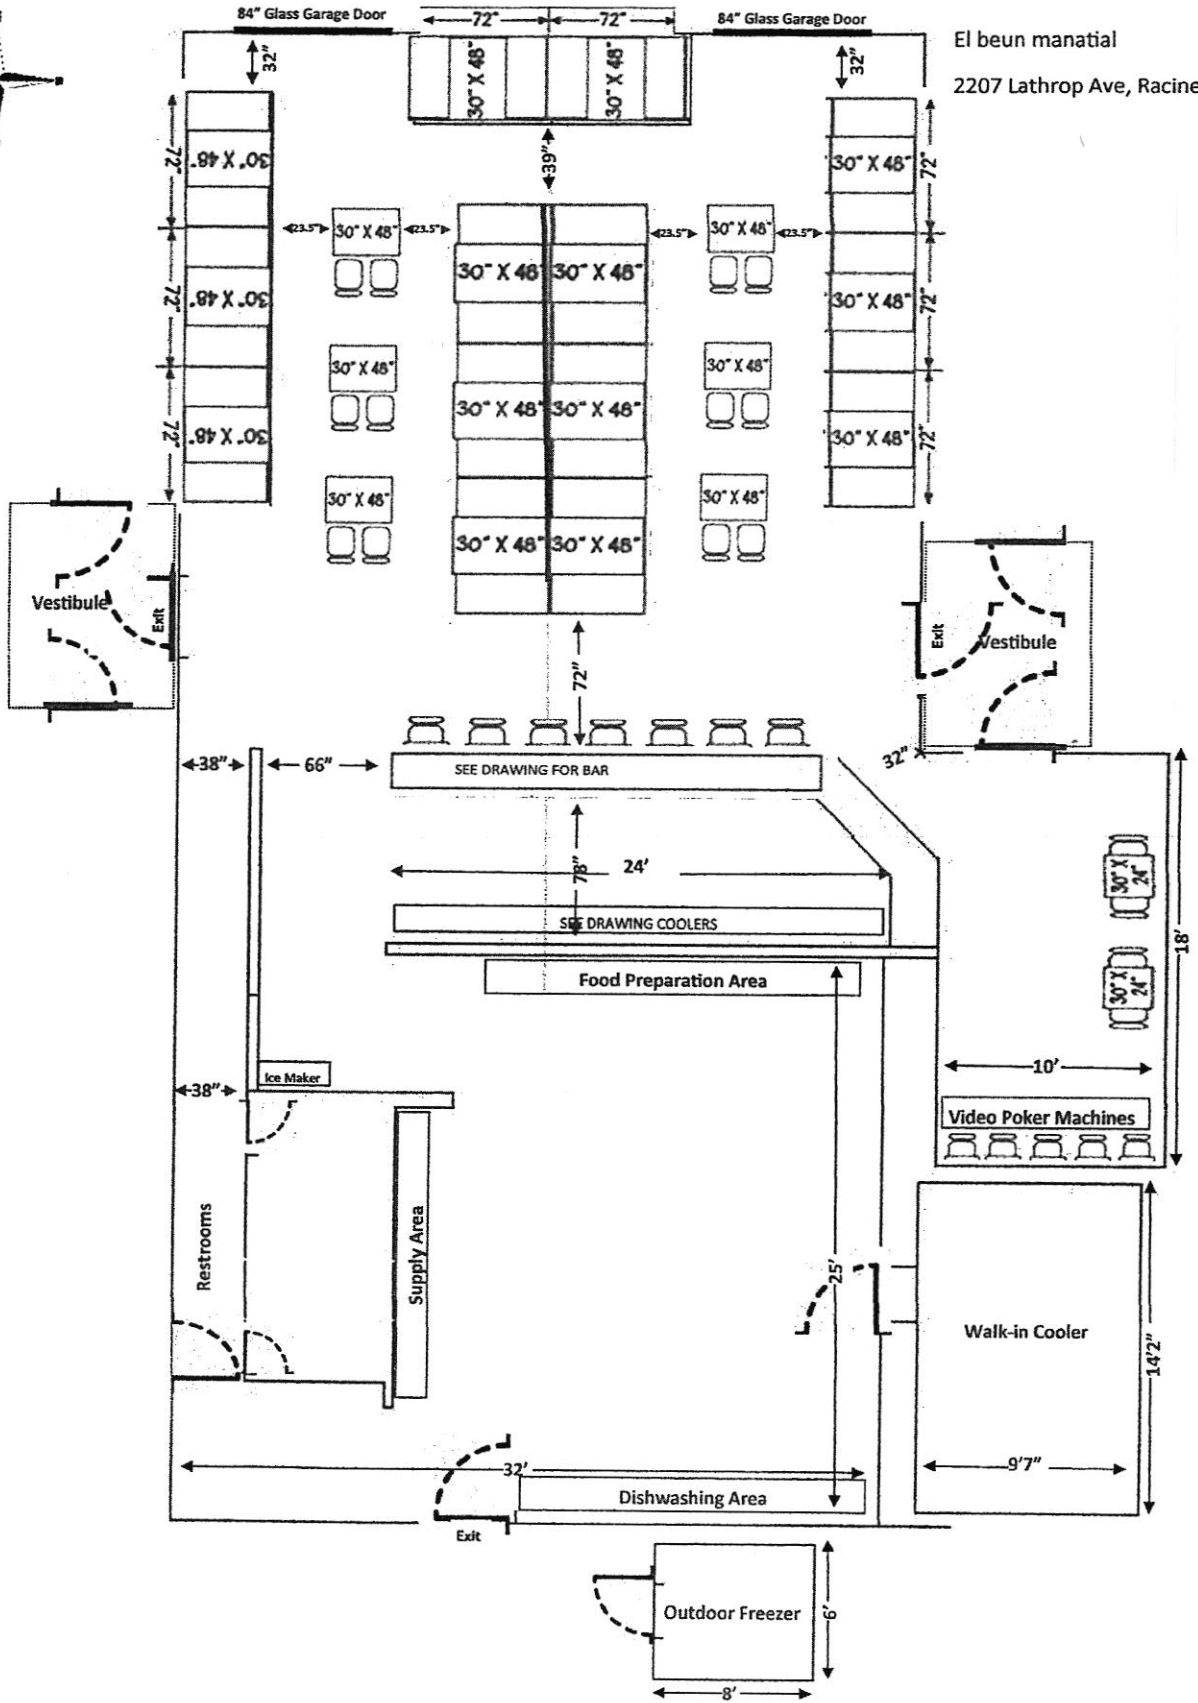 84" Glass Garage Door
72"
72"
84" Glass Garage Door
El beun manatial
2207 Lathrop Ave, Racine
32"
30" X 48"
30" X 48"
32"
39"
72"
30" X 48"
30" X 48"
72"
23.5"
30" X 48"
23.5"
23.5"
30" X 48"
23.5"
30" X 48"
30" X 48"
72"
30" X 48"
30" X 48"
72"
30" X 48"
30" X 48"
30" X 48"
30" X 48"
72"
30" X 48"
30" X 48"
72"
30" X 48"
30" X 48"
30" X 48"
30" X 48"
Vestibule
Exit
Exit
Vestibule
72"
38"
66"
SEE DRAWING FOR BAR
32"
78"
24'
30" X
24"
SEE DRAWING COOLERS
18'
Food Preparation Area
30" X
24"
10'
Ice Maker
38"
Video Poker Machines
Restrooms
Supply Area
25'
Walk-in Cooler
14'2"
32'
9'7"
Dishwashing Area
Exit
Outdoor Freezer
6'
8'